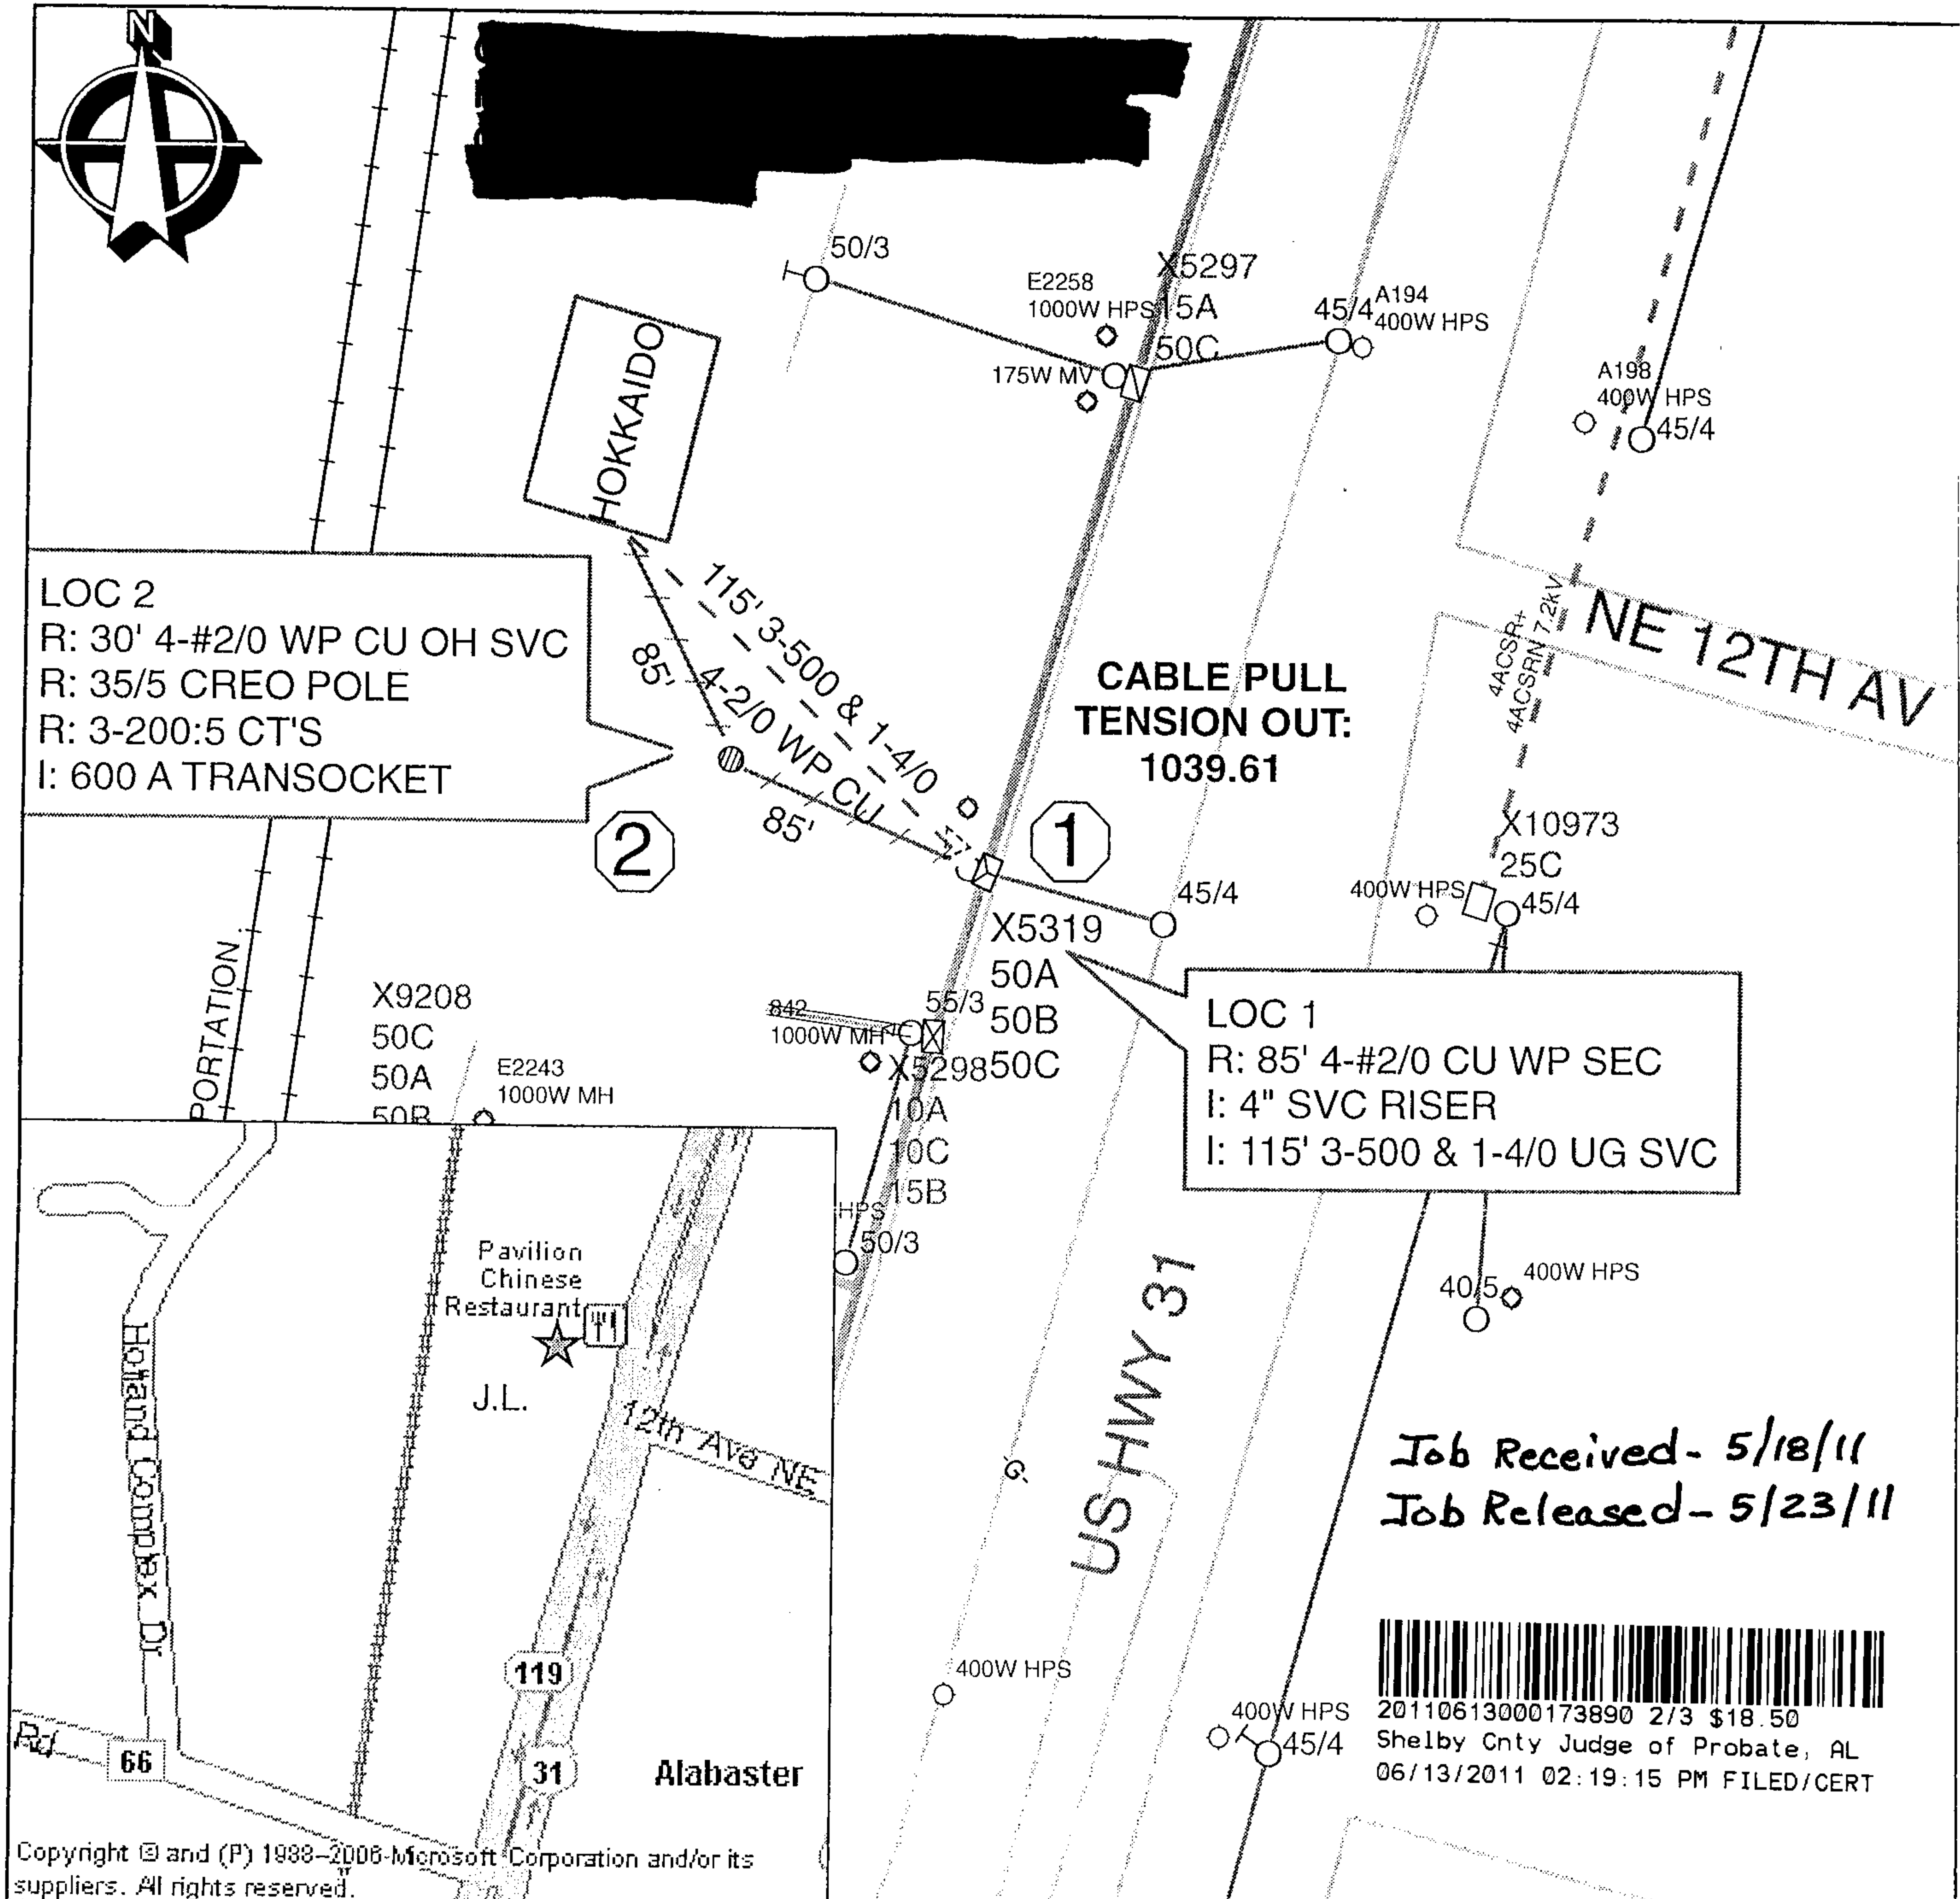 N
50/3
E2258
1000W HPS
X5297
15A
50C
175W MV
45/4
A194
400W HPS
A198
400W HPS
45/4
HOKKAIDO
LOC 2
R: 30' 4-#2/0 WP CU OH SVC
R: 35/5 CREO POLE
R: 3-200:5 CT'S
I: 600 A TRANSOCKET
115' 3-500 & 1-4/0
85'
4-2/0 WP CU
85'
CABLE PULL
TENSION OUT:
1039.61
4ACSR+
4ACSRN 7.2kV
NE 12TH AV
2
1
X10973
25C
400W HPS
45/4
45/4
X5319
50A
50B
50C
PORTATION
X9208
50C
50A
50B
E2243
1000W MH
842
1000W MH
55/3
X5298
10A
10C
15B
LOC 1
R: 85' 4-#2/0 CU WP SEC
I: 4" SVC RISER
I: 115' 3-500 & 1-4/0 UG SVC
HPS
50/3
40/5
400W HPS
US HWY 31
-G-
Pavilion
Chinese
Restaurant
J.L.
12th Ave NE
Holland Complex Dr
119
31
Rd
66
Alabaster
Copyright © and (P) 1988–2006 Microsoft Corporation and/or its
suppliers. All rights reserved.
400W HPS
400W HPS
45/4
Job Received - 5/18/11
Job Released - 5/23/11
20110613000173890 2/3 $18.50
Shelby Cnty Judge of Probate, AL
06/13/2011 02:19:15 PM FILED/CERT